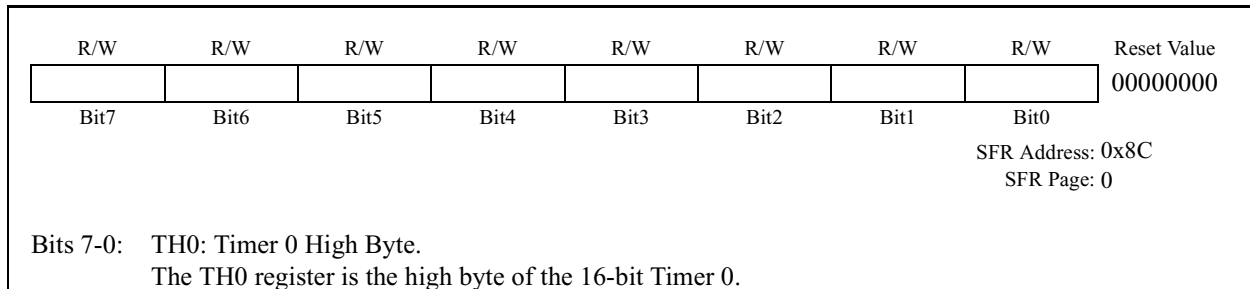 R/W R/W R/W R/W R/W R/W R/W R/W Reset Value
00000000
Bit7 Bit6 Bit5 Bit4 Bit3 Bit2 Bit1 Bit0
SFR Address: 0x8C
SFR Page: 0
Bits 7-0: TH0: Timer 0 High Byte.
The TH0 register is the high byte of the 16-bit Timer 0.